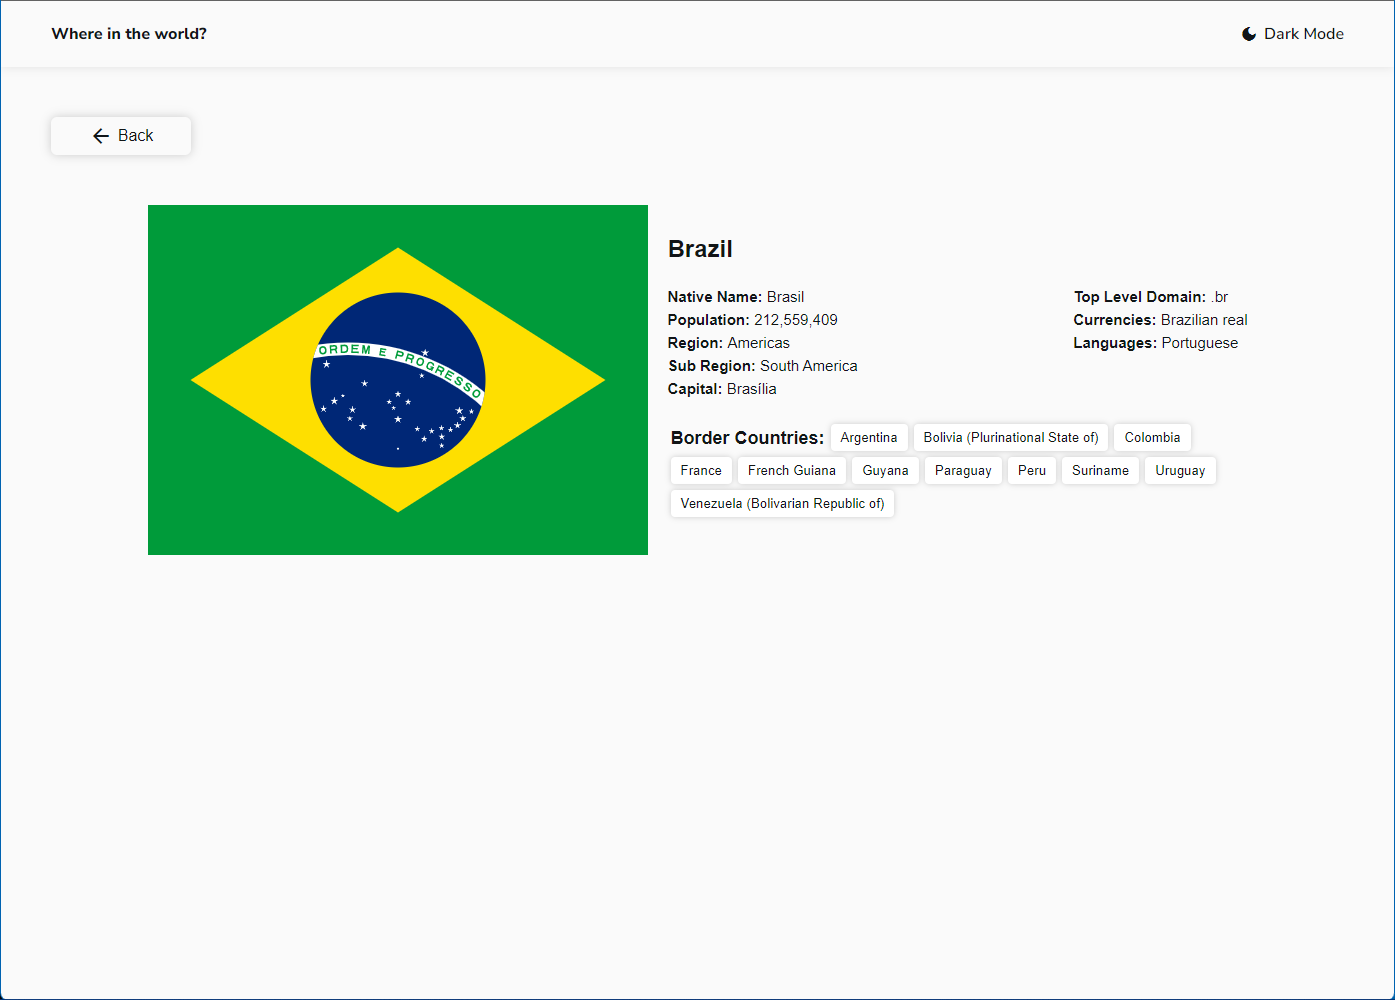 Where in the world?
Dark Mode
Back
ORDEM E PROGRESSO
Brazil
Native Name: Brasil
Population: 212,559,409
Region: Americas
Sub Region: South America
Capital: Brasília
Top Level Domain: .br
Currencies: Brazilian real
Languages: Portuguese
Border Countries: Argentina Bolivia (Plurinational State of) Colombia
France French Guiana Guyana Paraguay Peru Suriname Uruguay
Venezuela (Bolivarian Republic of)